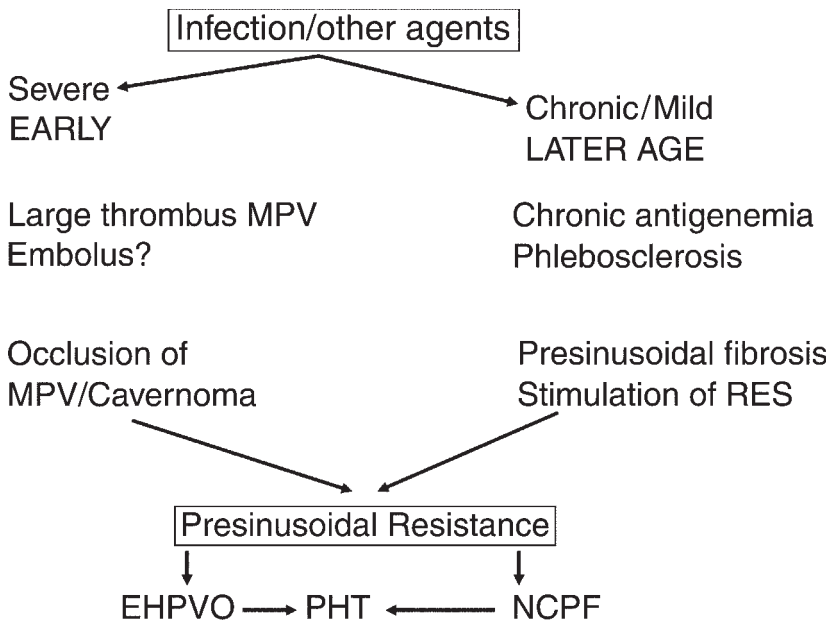 Infection/other agents
Severe
EARLY
Chronic/Mild
LATER AGE
Large thrombus MPV
Embolus?
Chronic antigenemia
Phlebosclerosis
Occlusion of
MPV/Cavernoma
Presinusoidal fibrosis
Stimulation of RES
Presinusoidal Resistance
EHPVO
PHT
NCPF